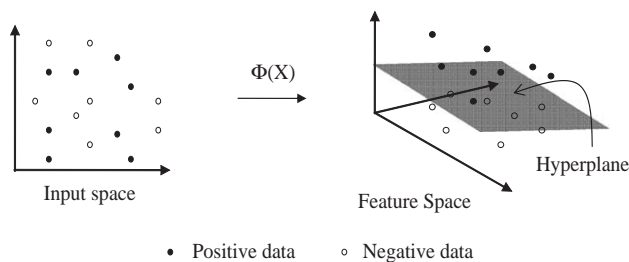 Φ(X)
Hyperplane
Input space
Feature Space
Positive data
Negative data